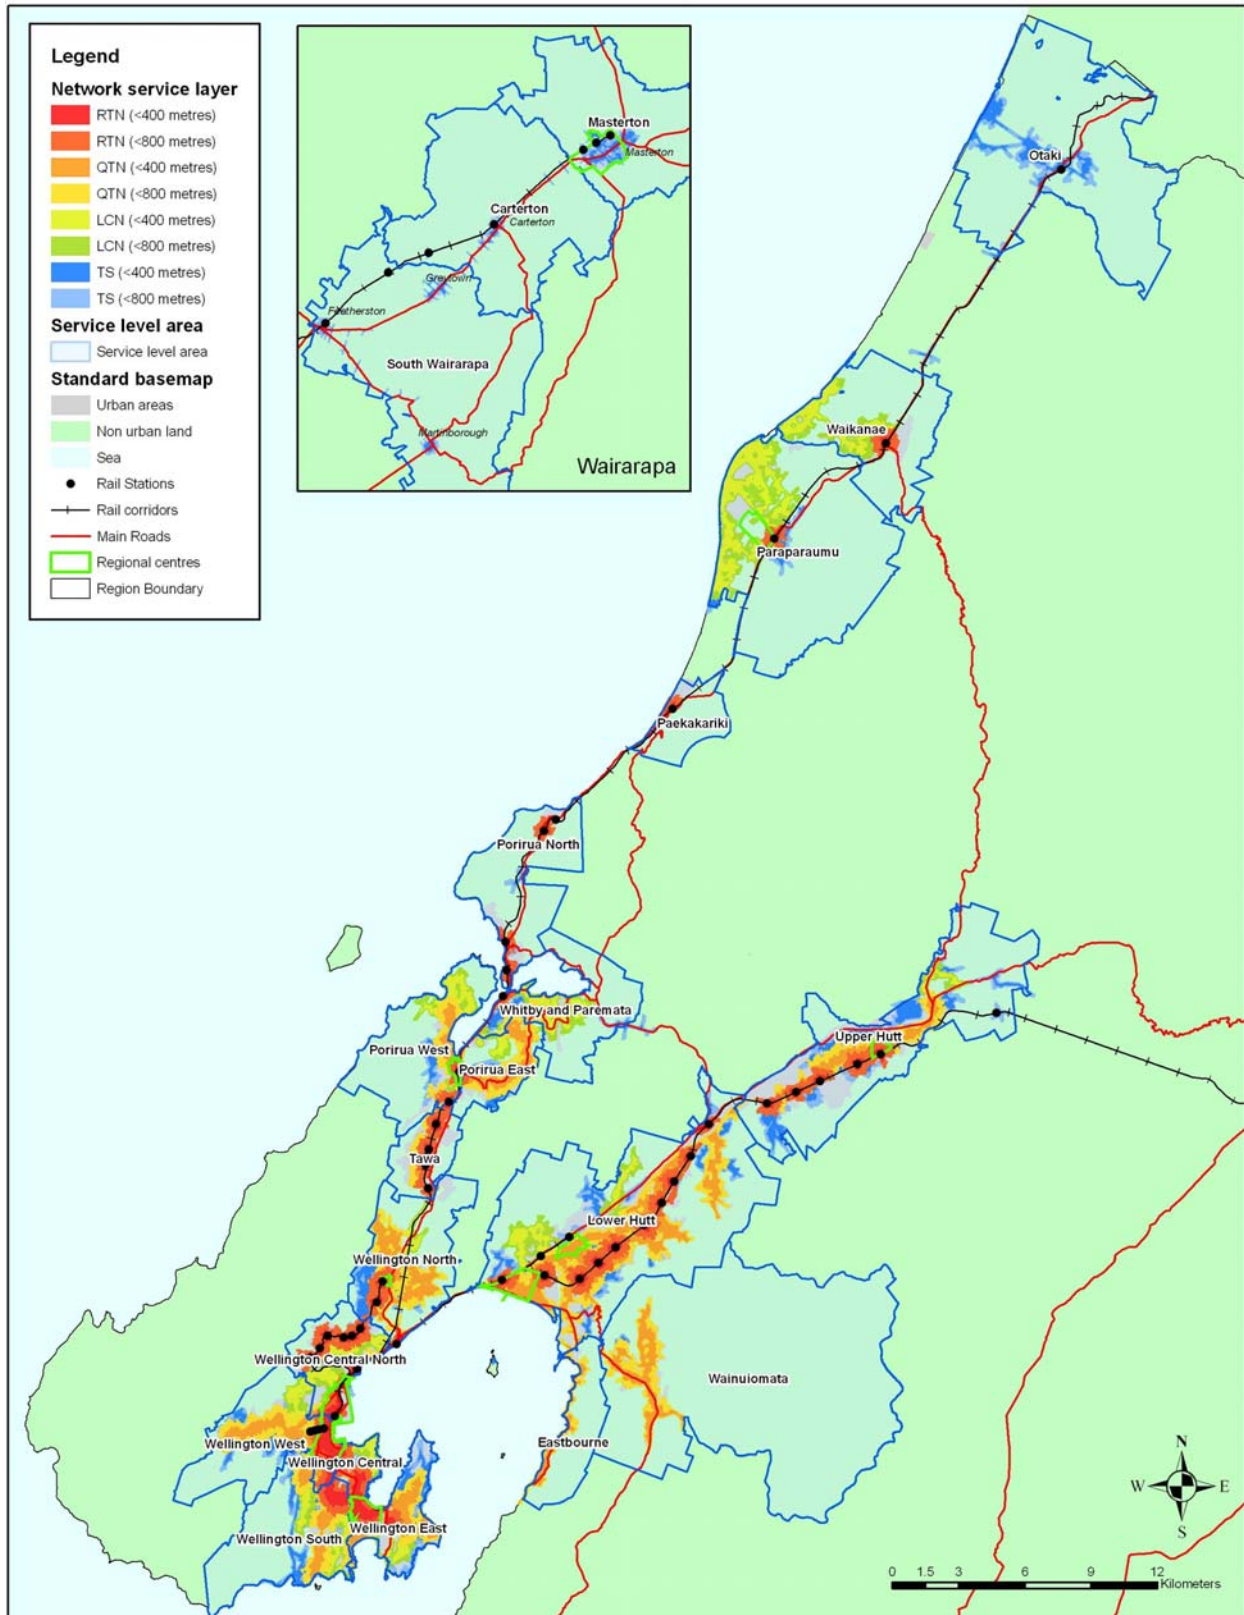 Legend
Network service layer
RTN (<400 metres)
RTN (<800 metres)
QTN (<400 metres)
QTN (<800 metres)
LCN (<400 metres)
LCN (<800 metres)
TS (<400 metres)
TS (<800 metres)
Service level area
Service level area
Standard basemap
Urban areas
Non urban land
Sea
Rail Stations
Rail corridors
Main Roads
Regional centres
Region Boundary
Masterton
Masterton
Carterton
Carterton
Greytown
Featherston
South Wairarapa
Martinborough
Wairarapa
Otaki
Waikanae
Paraparaumu
Paekakariki
Porirua North
Whitby and Paremata
Porirua West
Porirua East
Upper Hutt
Tawa
Lower Hutt
Wellington North
Wellington Central North
Wainuiomata
Wellington West
Eastbourne
Wellington Central
Wellington East
Wellington South
N
W E
S
0 1.5 3 6 9 12
Kilometers